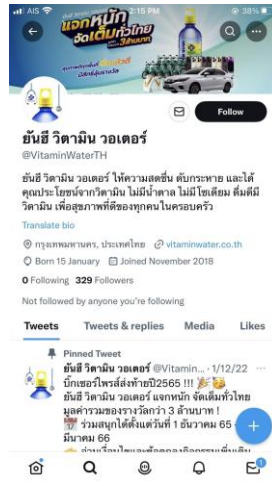 AIS
2:15 PM
38%
แจกหนัก
จัดเต็มทั่วไทย
3ล้านบาท
Follow
ยันฮี วิตามิน วอเตอร์
@VitaminWaterTH
ยันฮี วิตามิน วอเตอร์ ให้ความสดชื่น ดับกระหาย และได้
คุณประโยชน์จากวิตามิน ไม่มีน้ำตาล ไม่มีโซเดียม ดื่มดีมี
วิตามิน เพื่อสุขภาพที่ดีของทุกคนในครอบครัว
Translate bio
กรุงเทพมหานคร, ประเทศไทย vitaminwater.co.th
Born 15 January Joined November 2018
0 Following 329 Followers
Not followed by anyone you're following
Tweets Tweets & replies Media Likes
Pinned Tweet
ยันฮี วิตามิน วอเตอร์ @Vitamin... · 1/12/22
บิ๊กเซอร์ไพรส์ส่งท้ายปี2565 !!!
ยันฮี วิตามิน วอเตอร์ แจกหนัก จัดเต็มทั่วไทย
มูลค่ารวมของรางวัลกว่า 3 ล้านบาท !
ร่วมสนุกได้ตั้งแต่วันที่ 1 ธันวาคม 65 -
มีนาคม 66